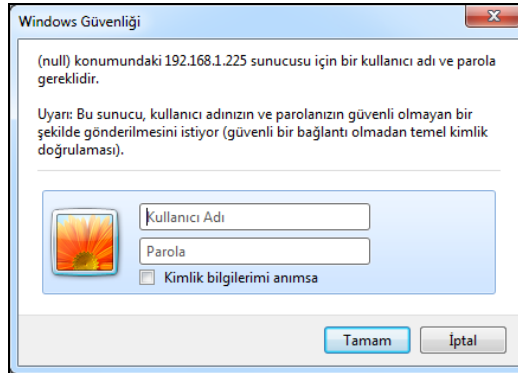 Windows Güvenliği
(null) konumundaki 192.168.1.225 sunucusu için bir kullanıcı adı ve parola
gereklidir.
Uyarı: Bu sunucu, kullanıcı adınızın ve parolanızın güvenli olmayan bir
şekilde gönderilmesini istiyor (güvenli bir bağlantı olmadan temel kimlik
doğrulaması).
Kullanıcı Adı
Parola
Kimlik bilgilerimi anımsa
Tamam
İptal